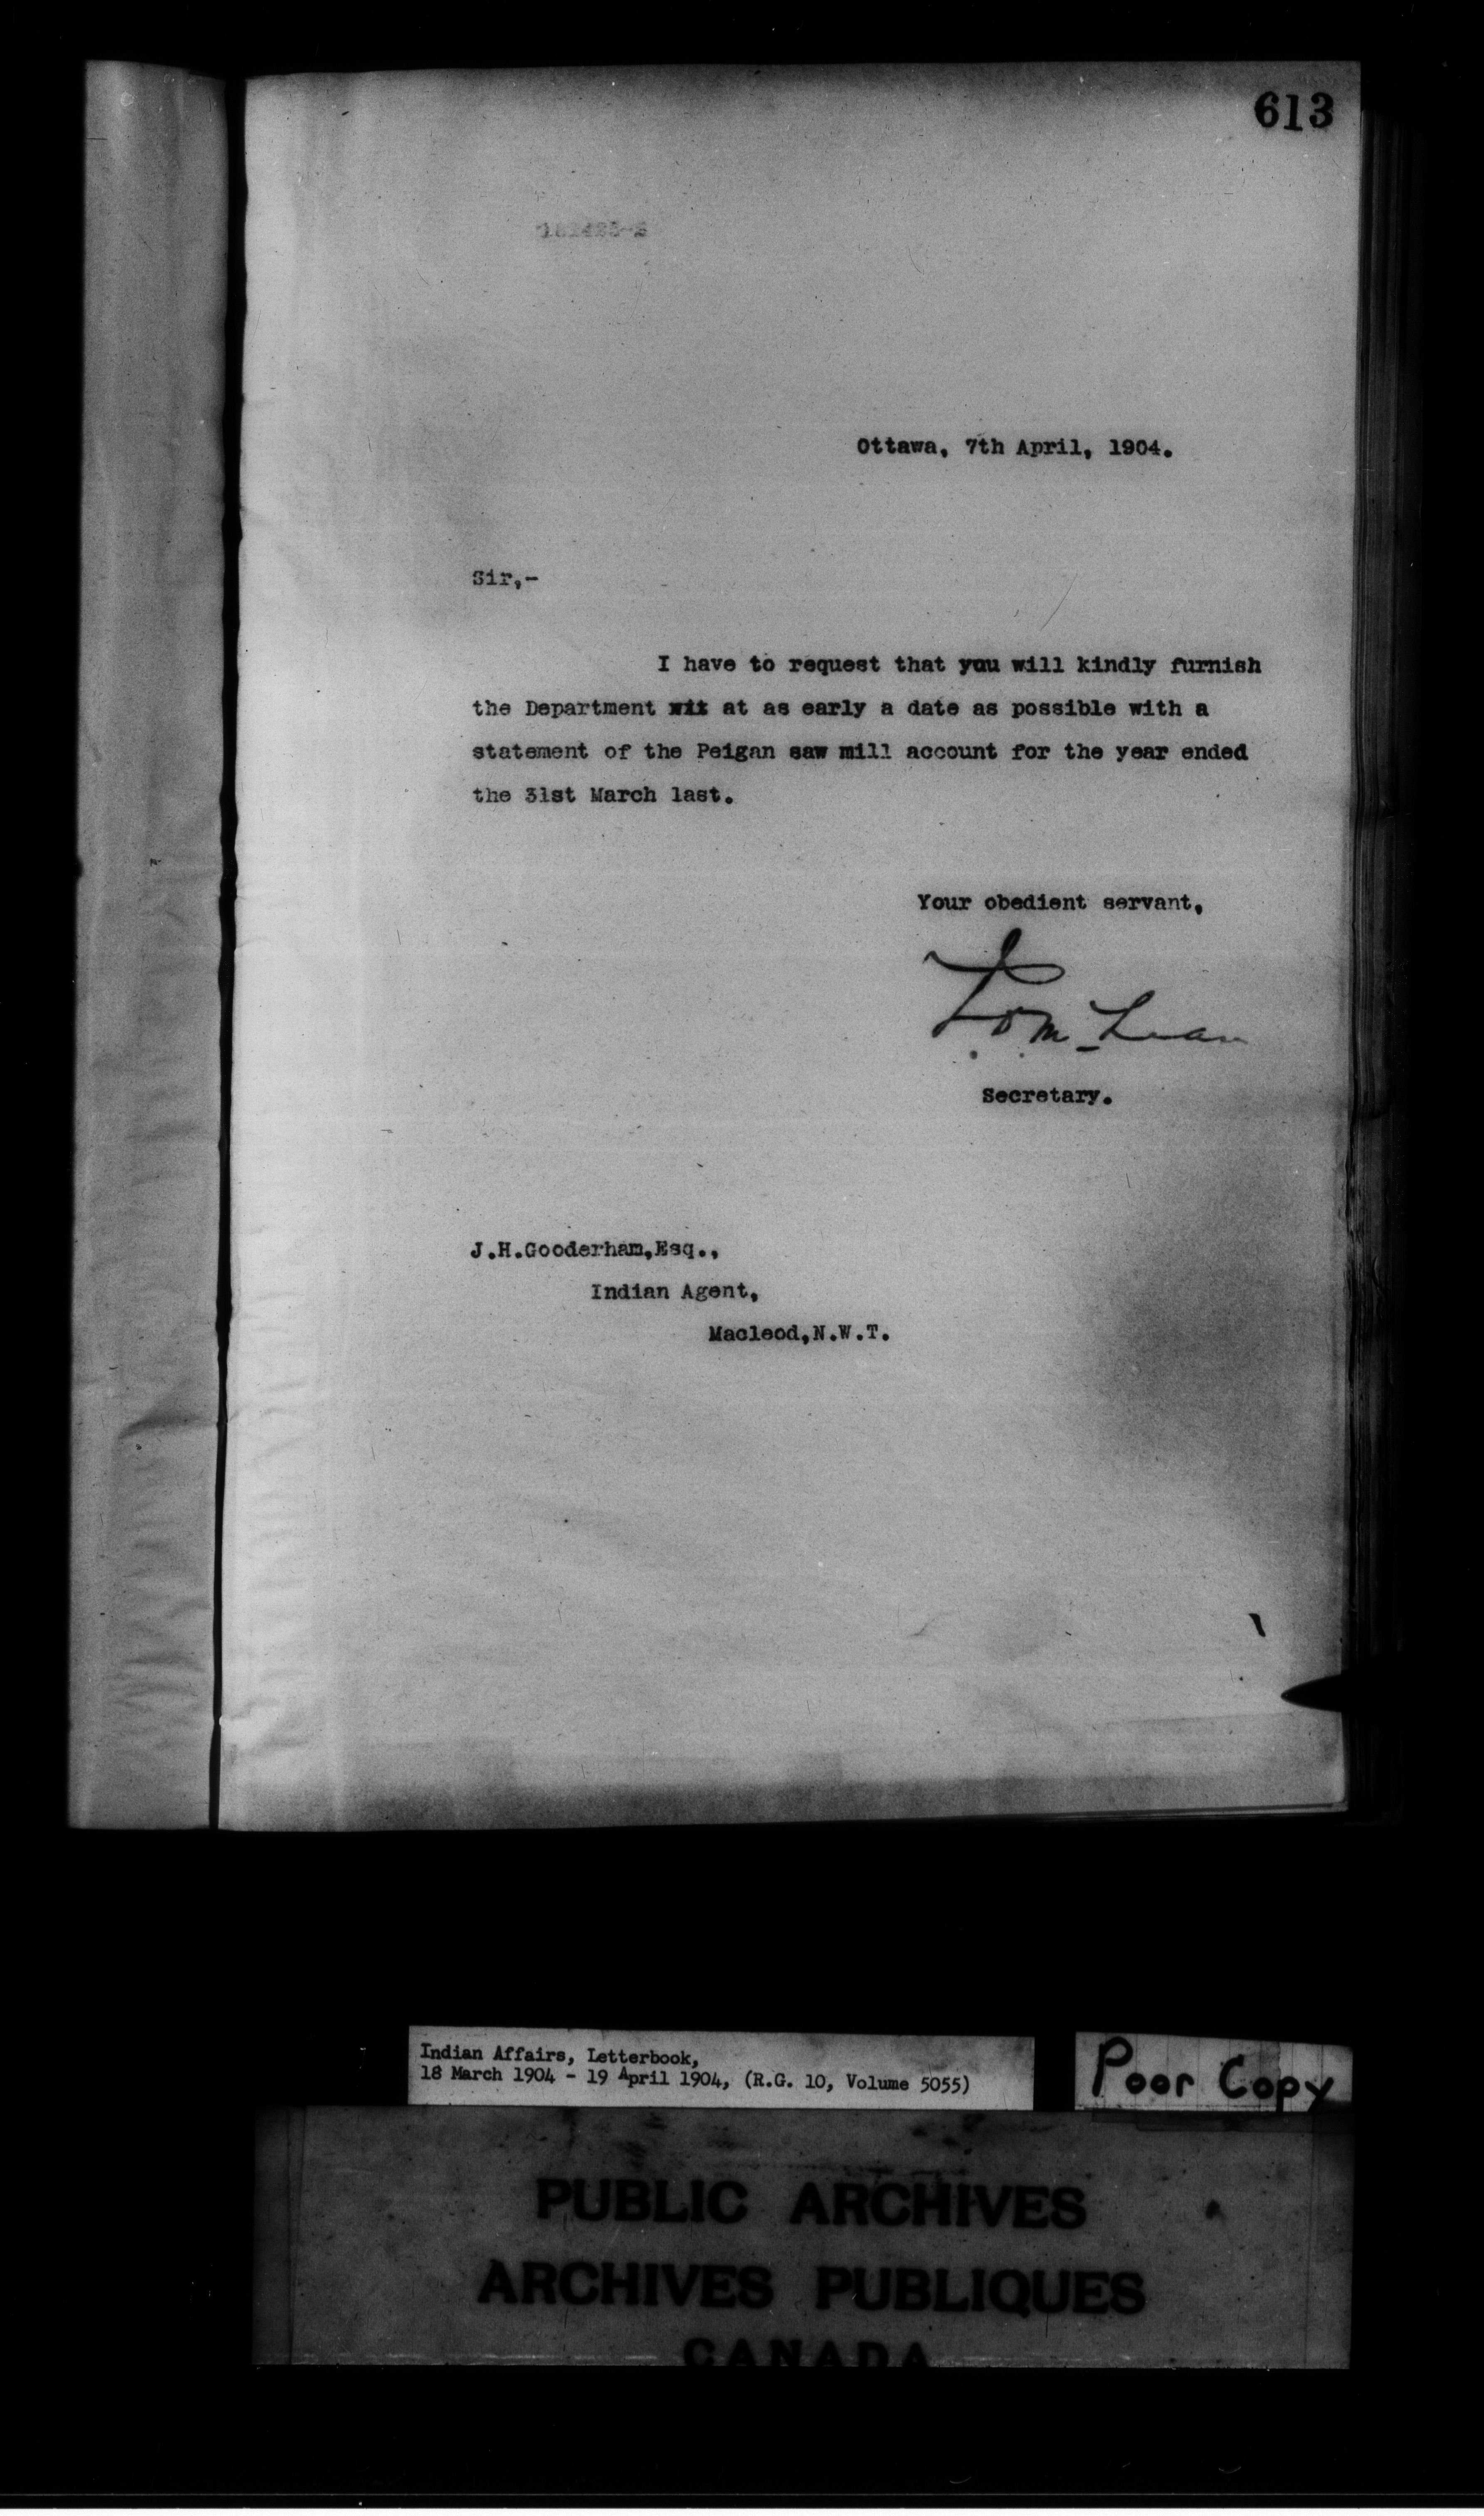 613
Ottawa, 7th April, 1904.
Sir,-
I have to request that you will kindly furnish
the Department wit at as early a date as possible with a
statement of the Peigan saw mill account for the year ended
the 31st March last.
Your obedient servant,
J. D. McLean
Secretary.
J.H.Gooderham,Esq.,
Indian Agent,
Macleod,N.W.T.
Indian Affairs, Letterbook,
18 March 1904 - 19 April 1904, (R.G. 10, Volume 5055)
Poor Copy
PUBLIC ARCHIVES
ARCHIVES PUBLIQUES
CANADA